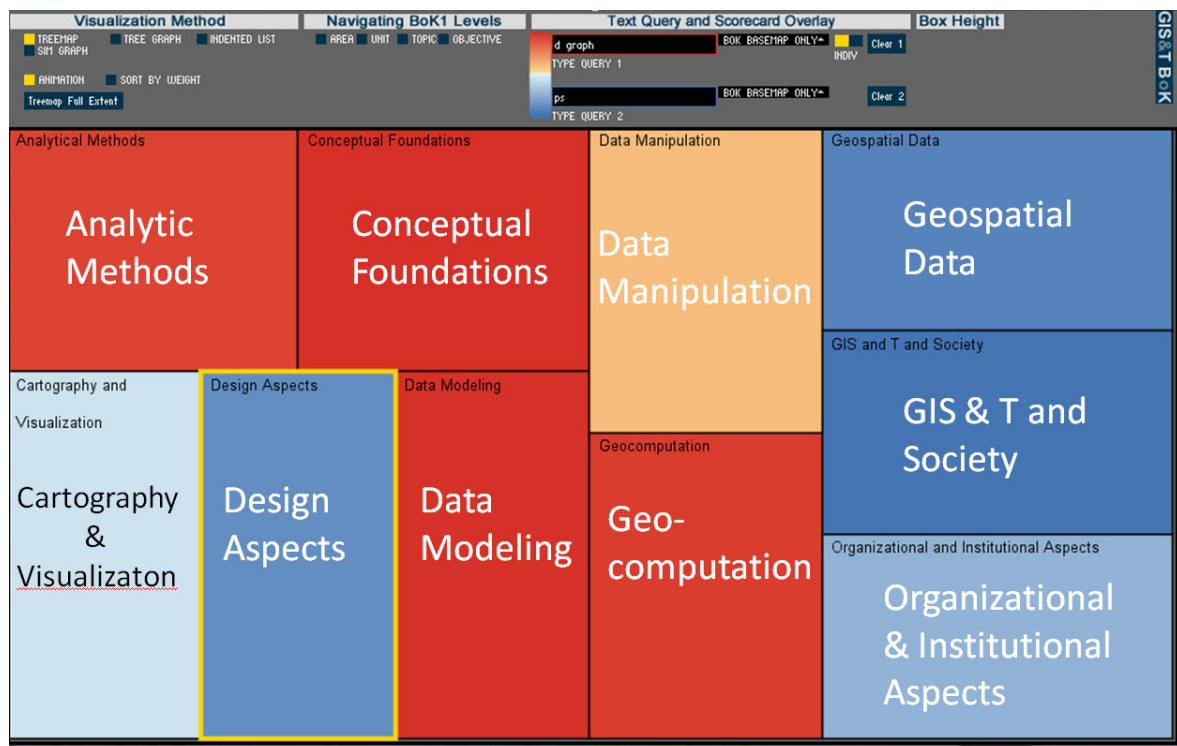 Visualization Method
Navigating BoK1 Levels
Text Query and Scorecard Overlay
Box Height
TREEMAP TREE GRAPH INDENTED LIST
SIM GRAPH
AREA UNIT TOPIC OBJECTIVE
ANIMATION SORT BY WEIGHT
Treemap Full Extent
d graph BOK BASEMAP ONLY
TYPE QUERY 1
INDIV
Clear 1
ps BOK BASEMAP ONLY
TYPE QUERY 2
Clear 2
GIS&T BoK
Analytical Methods
Analytic
Methods
Conceptual Foundations
Conceptual
Foundations
Data Manipulation
Data
Manipulation
Geospatial Data
Geospatial
Data
GIS and T and Society
GIS & T and
Society
Cartography and
Visualization
Cartography
&
Visualizaton
Design Aspects
Design
Aspects
Data Modeling
Data
Modeling
Geocomputation
Geo-
computation
Organizational and Institutional Aspects
Organizational
& Institutional
Aspects